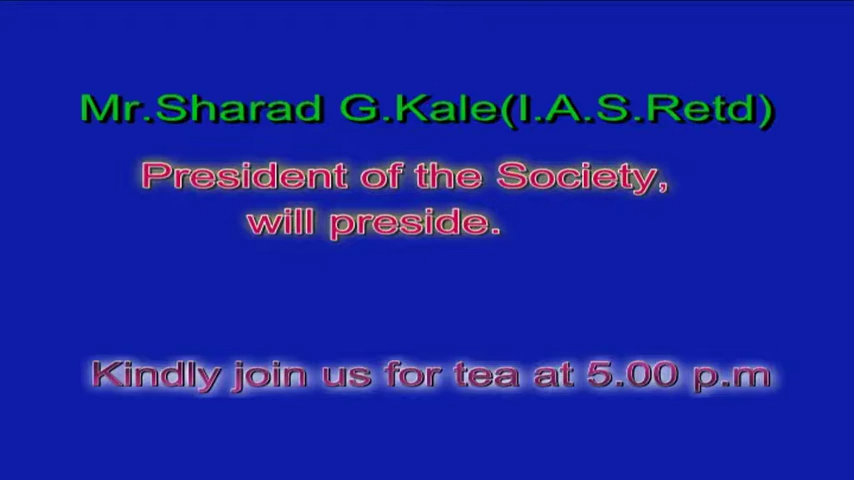 Mr.Sharad G.Kale(I.A.S.Retd)
President of the Society,
will preside.
Kindly join us for tea at 5.00 p.m